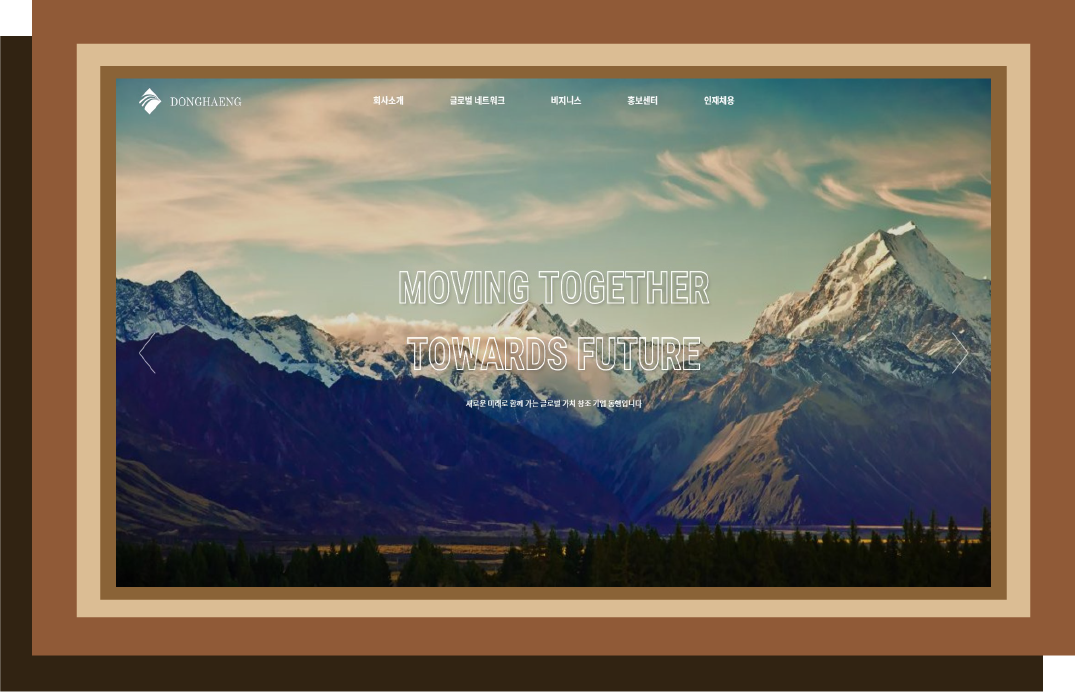 DONGHAENG
회사소개 글로벌 네트워크 비지니스 홍보센터 인재채용
MOVING TOGETHER
TOWARDS FUTURE
새로운 미래로 함께 가는 글로벌 가치 창조 기업 동행입니다